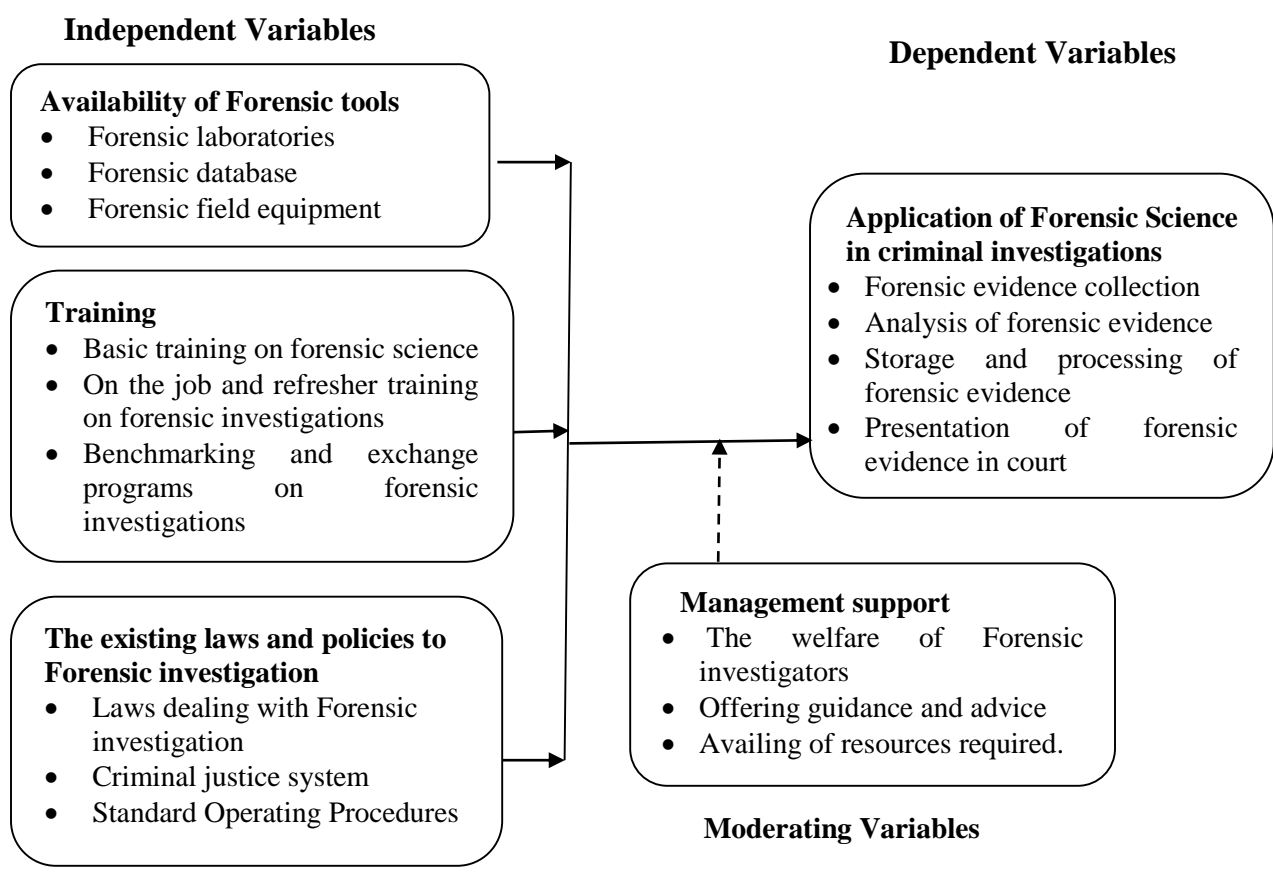 Independent Variables
Dependent Variables
Availability of Forensic tools
• Forensic laboratories
• Forensic database
• Forensic field equipment
Training
• Basic training on forensic science
• On the job and refresher training
on forensic investigations
• Benchmarking and exchange
programs on forensic
investigations
The existing laws and policies to
Forensic investigation
• Laws dealing with Forensic
investigation
• Criminal justice system
• Standard Operating Procedures
Application of Forensic Science
in criminal investigations
• Forensic evidence collection
• Analysis of forensic evidence
• Storage and processing of
forensic evidence
• Presentation of forensic
evidence in court
Management support
• The welfare of Forensic
investigators
• Offering guidance and advice
• Availing of resources required.
Moderating Variables